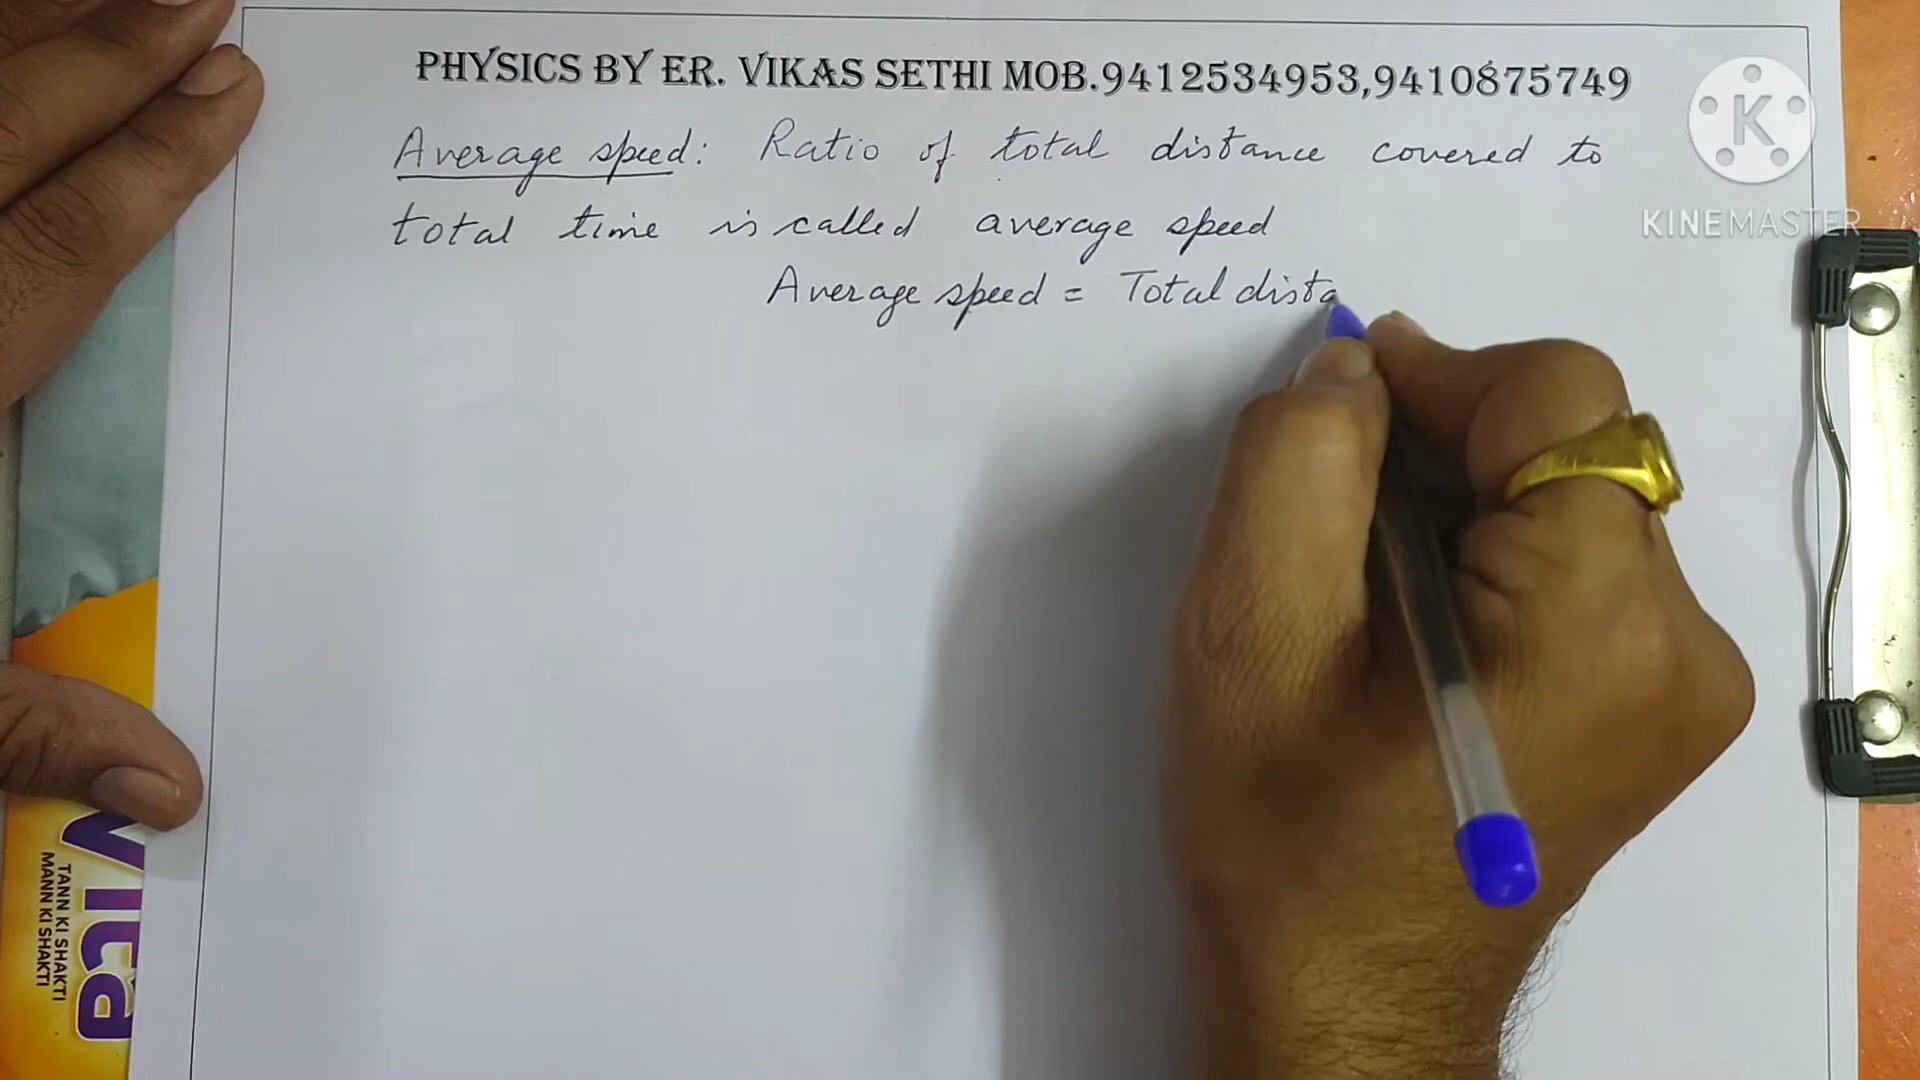 PHYSICS BY ER. VIKAS SETHI MOB.9412534953,9410875749
Average speed: Ratio of total distance covered to
total time is called average speed
Average speed = Total dista
K
KINEMASTER
Vita
TANN KI SHAKTI
MANN KI SHAKTI